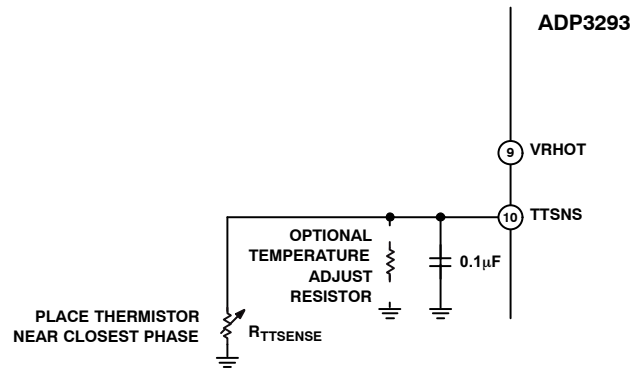 ADP3293
9 VRHOT
10 TTSNS
OPTIONAL
TEMPERATURE
ADJUST
RESISTOR
0.1μF
PLACE THERMISTOR
NEAR CLOSEST PHASE
RTTSENSE